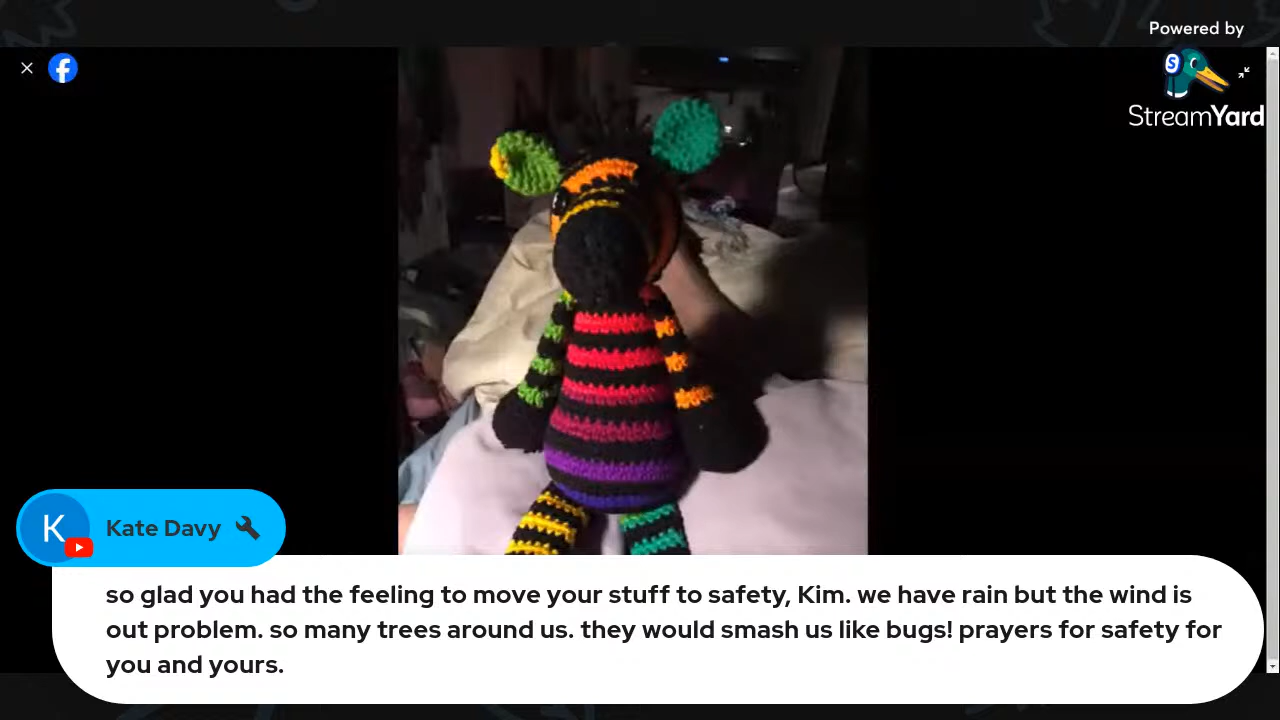 Powered by
StreamYard
K
Kate Davy
so glad you had the feeling to move your stuff to safety, Kim. we have rain but the wind is
out problem. so many trees around us. they would smash us like bugs! prayers for safety for
you and yours.